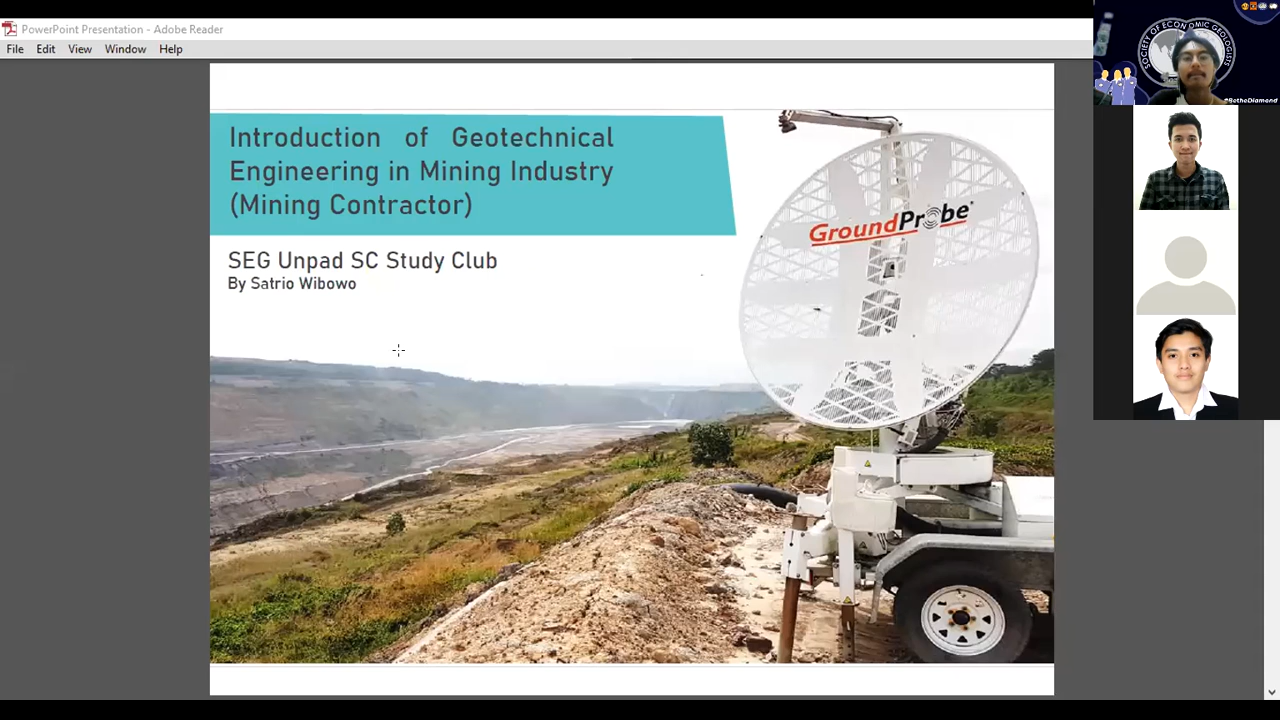 PowerPoint Presentation - Adobe Reader
File Edit View Window Help
Introduction of Geotechnical
Engineering in Mining Industry
(Mining Contractor)
SEG Unpad SC Study Club
By Satrio Wibowo
GroundProbe
SOCIETY OF ECONOMIC GEOLOGISTS
#BetheDiamond